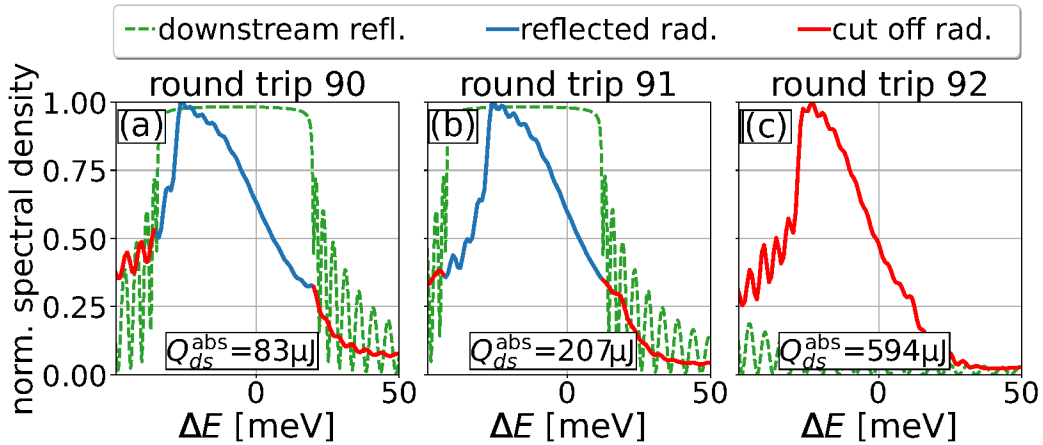 downstream refl. reflected rad. cut off rad.
round trip 90 round trip 91 round trip 92
norm. spectral density
1.00
0.75
0.50
0.25
0.00
(a) (b) (c)
Q_ds^abs=83μJ Q_ds^abs=207μJ Q_ds^abs=594μJ
0 50 0 50 0 50
ΔE [meV] ΔE [meV] ΔE [meV]